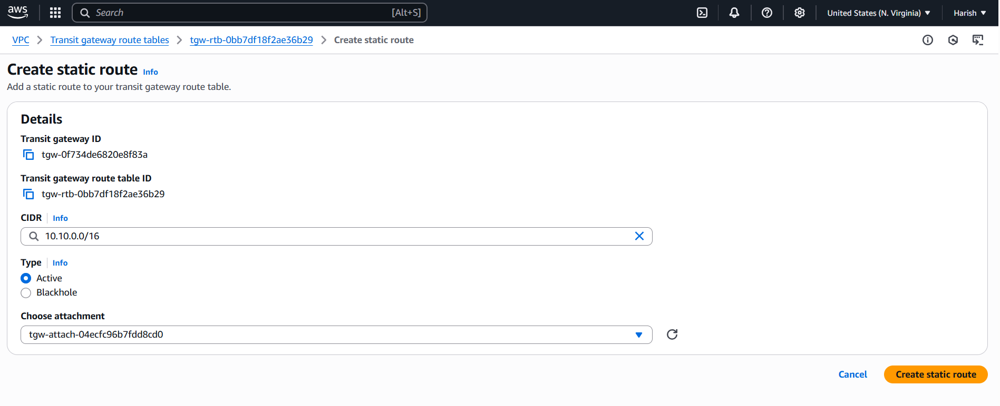 aws Search [Alt+S] United States (N. Virginia) Harish
VPC Transit gateway route tables tgw-rtb-0bb7df18f2ae36b29 Create static route
Create static route Info
Add a static route to your transit gateway route table.
Details
Transit gateway ID
tgw-0f734de6820e8f83a
Transit gateway route table ID
tgw-rtb-0bb7df18f2ae36b29
CIDR Info
10.10.0.0/16
Type Info
Active
Blackhole
Choose attachment
tgw-attach-04ecfc96b7fdd8cd0
Cancel Create static route